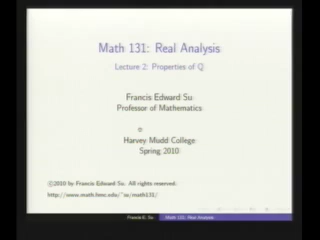 Math 131: Real Analysis
Lecture 2: Properties of Q
Francis Edward Su
Professor of Mathematics
Harvey Mudd College
Spring 2010
©2010 by Francis Edward Su. All rights reserved.
http://www.math.hmc.edu/~su/math131/
Francis E. Su Math 131: Real Analysis